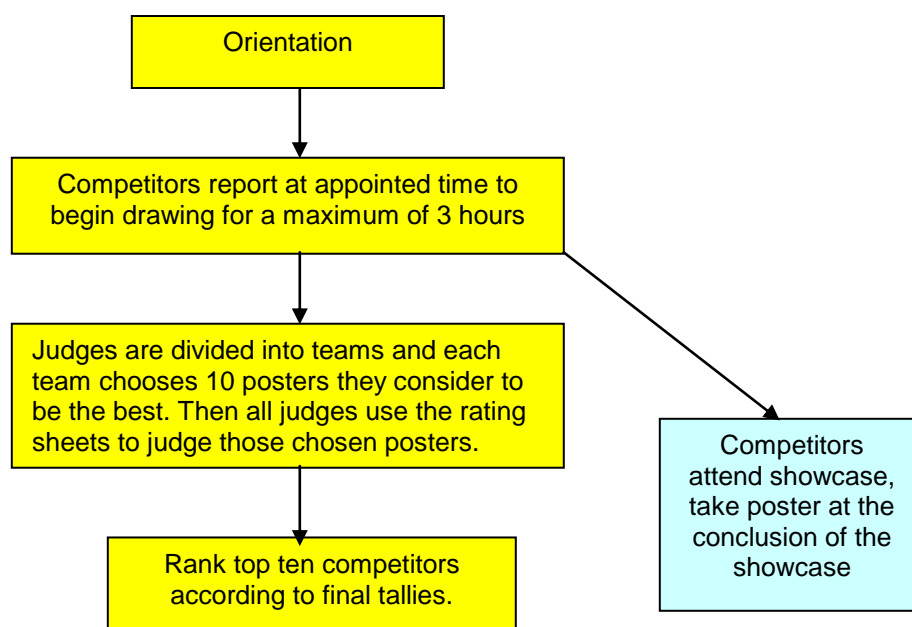 Orientation
Competitors report at appointed time to
begin drawing for a maximum of 3 hours
Judges are divided into teams and each
team chooses 10 posters they consider to
be the best. Then all judges use the rating
sheets to judge those chosen posters.
Competitors
attend showcase,
take poster at the
conclusion of the
showcase
Rank top ten competitors
according to final tallies.